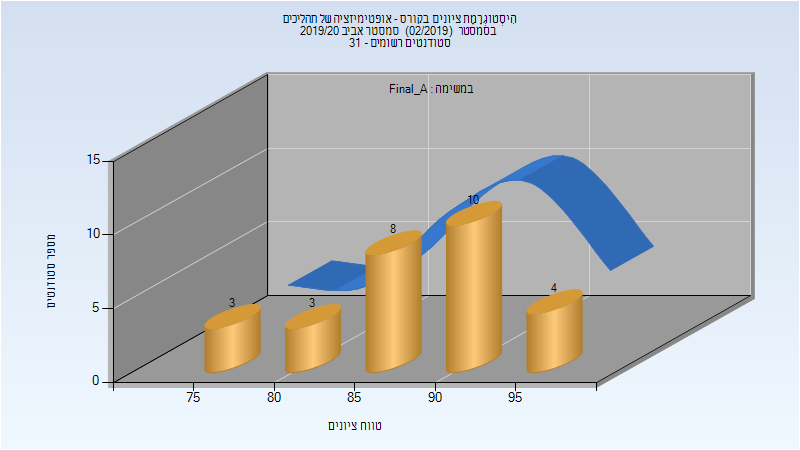 היסטוגרמת ציונים בקורס - אופטימיזציה של תהליכים
בסמסטר (02/2019) סמסטר אביב 2019/20
סטודנטים רשומים - 31
במשימה : Final_A
15
10
5
0
מספר סטודנטים
3
3
8
10
4
75
80
85
90
95
טווח ציונים